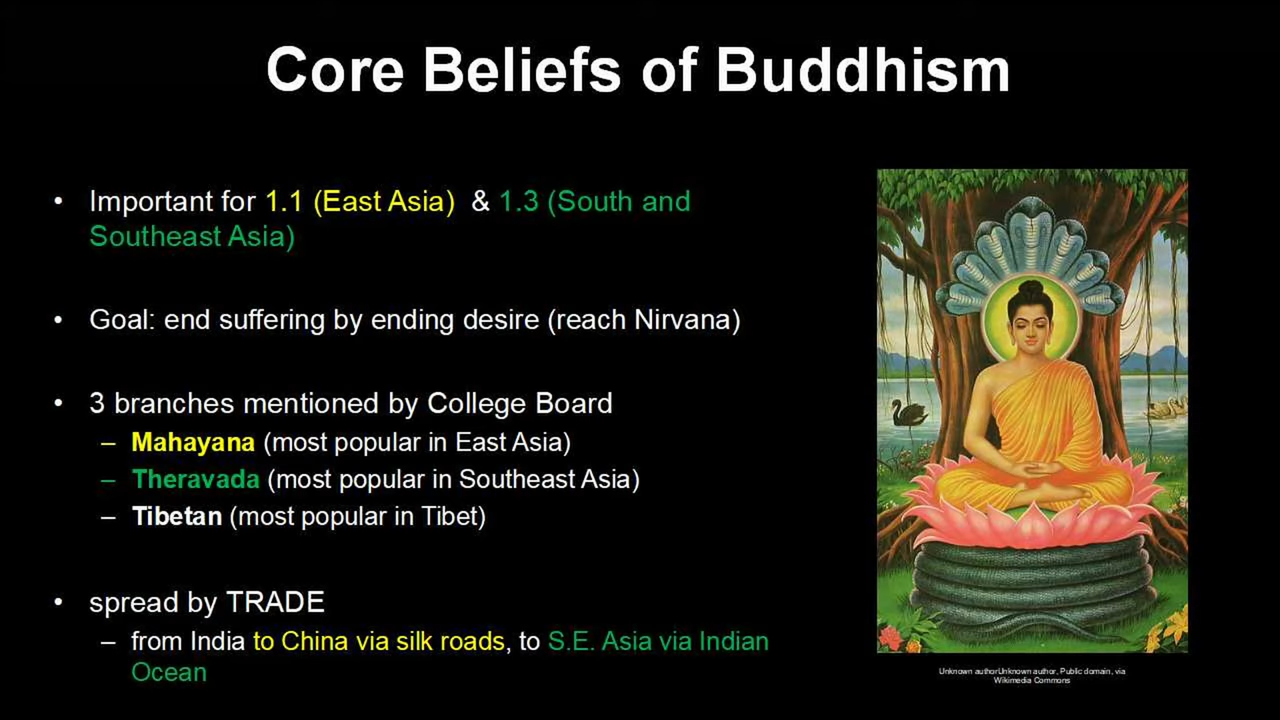 Core Beliefs of Buddhism
• Important for 1.1 (East Asia) & 1.3 (South and
Southeast Asia)
• Goal: end suffering by ending desire (reach Nirvana)
• 3 branches mentioned by College Board
– Mahayana (most popular in East Asia)
– Theravada (most popular in Southeast Asia)
– Tibetan (most popular in Tibet)
• spread by TRADE
– from India to China via silk roads, to S.E. Asia via Indian
Ocean
Unknown authorUnknown author, Public domain, via
Wikimedia Commons